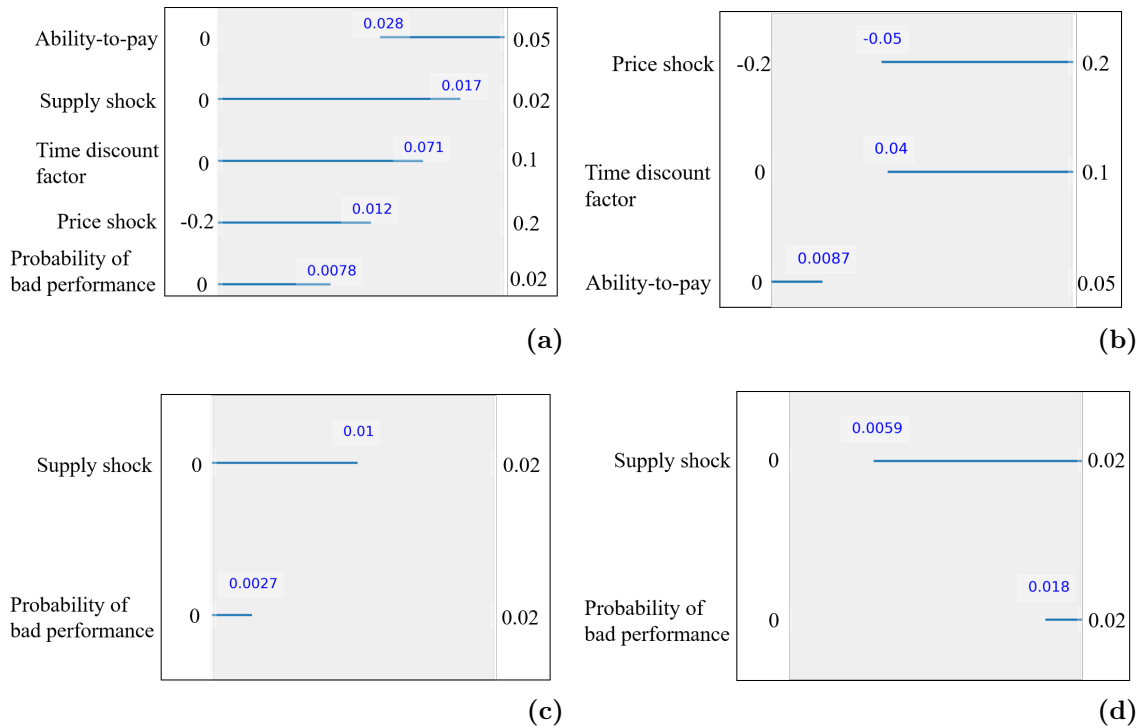 Ability-to-pay 0 0.028 0.05
Supply shock 0 0.017 0.02
Time discount
factor 0 0.071 0.1
Price shock -0.2 0.012 0.2
Probability of
bad performance 0 0.0078 0.02
(a)
Price shock -0.2 -0.05 0.2
Time discount
factor 0 0.04 0.1
Ability-to-pay 0 0.0087 0.05
(b)
Supply shock 0 0.01 0.02
Probability of
bad performance 0 0.0027 0.02
(c)
Supply shock 0 0.0059 0.02
Probability of
bad performance 0 0.018 0.02
(d)